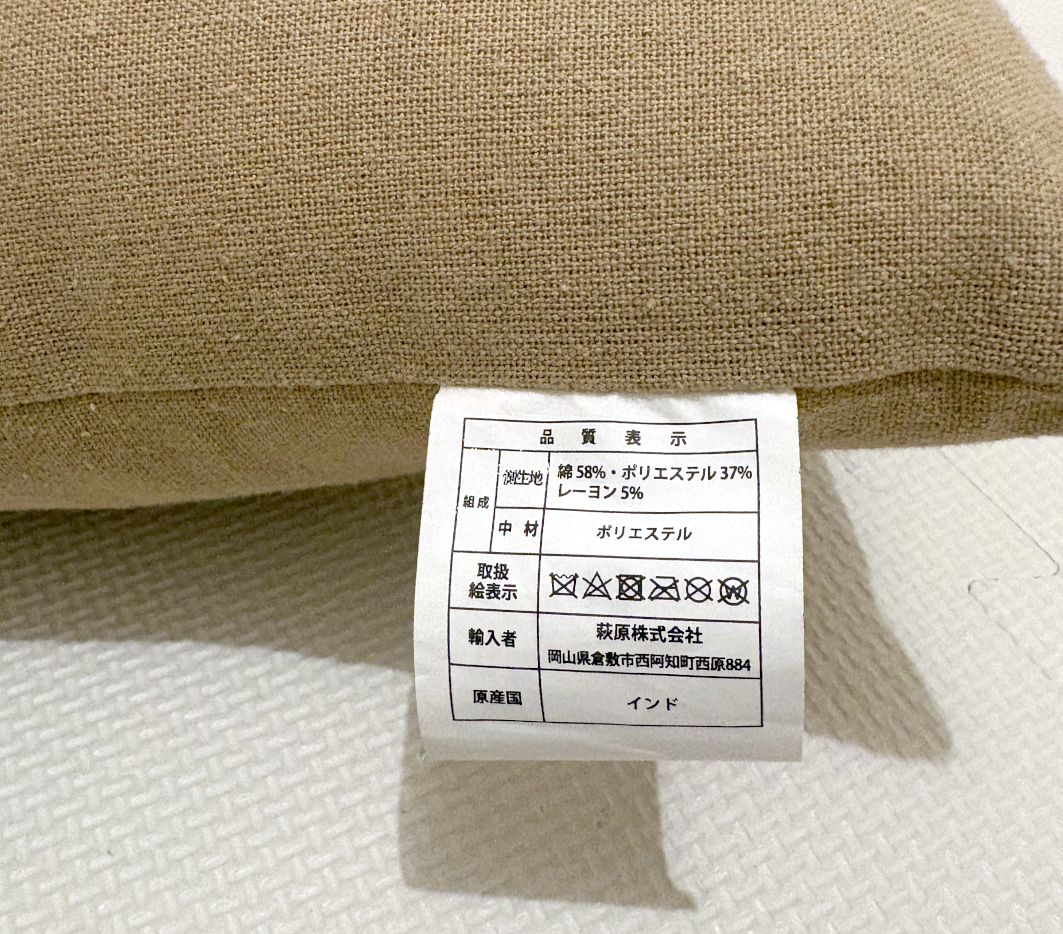 品質表示
組成
側生地
綿 58%・ポリエステル 37%
レーヨン 5%
中材
ポリエステル
取扱
絵表示
輸入者
萩原株式会社
岡山県倉敷市西阿知町西原884
原産国
インド